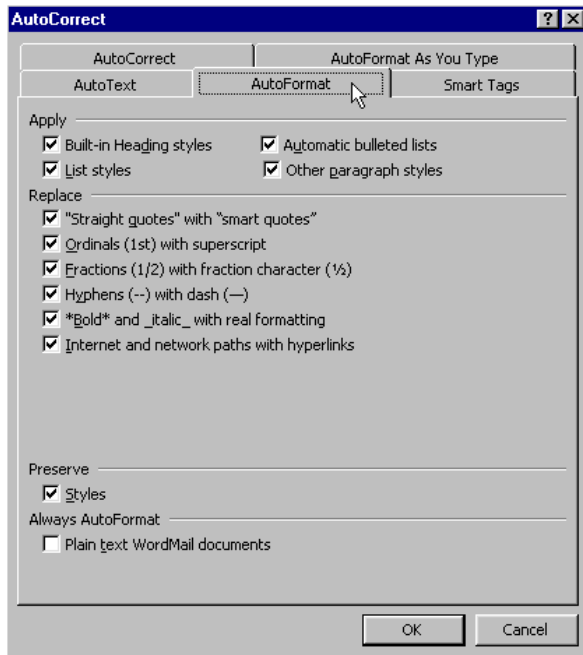 AutoCorrect
AutoCorrect AutoFormat As You Type
AutoText AutoFormat Smart Tags
Apply
Built-in Heading styles Automatic bulleted lists
List styles Other paragraph styles
Replace
"Straight quotes" with “smart quotes”
Ordinals (1st) with superscript
Fractions (1/2) with fraction character (½)
Hyphens (--) with dash (—)
*Bold* and _italic_ with real formatting
Internet and network paths with hyperlinks
Preserve
Styles
Always AutoFormat
Plain text WordMail documents
OK Cancel